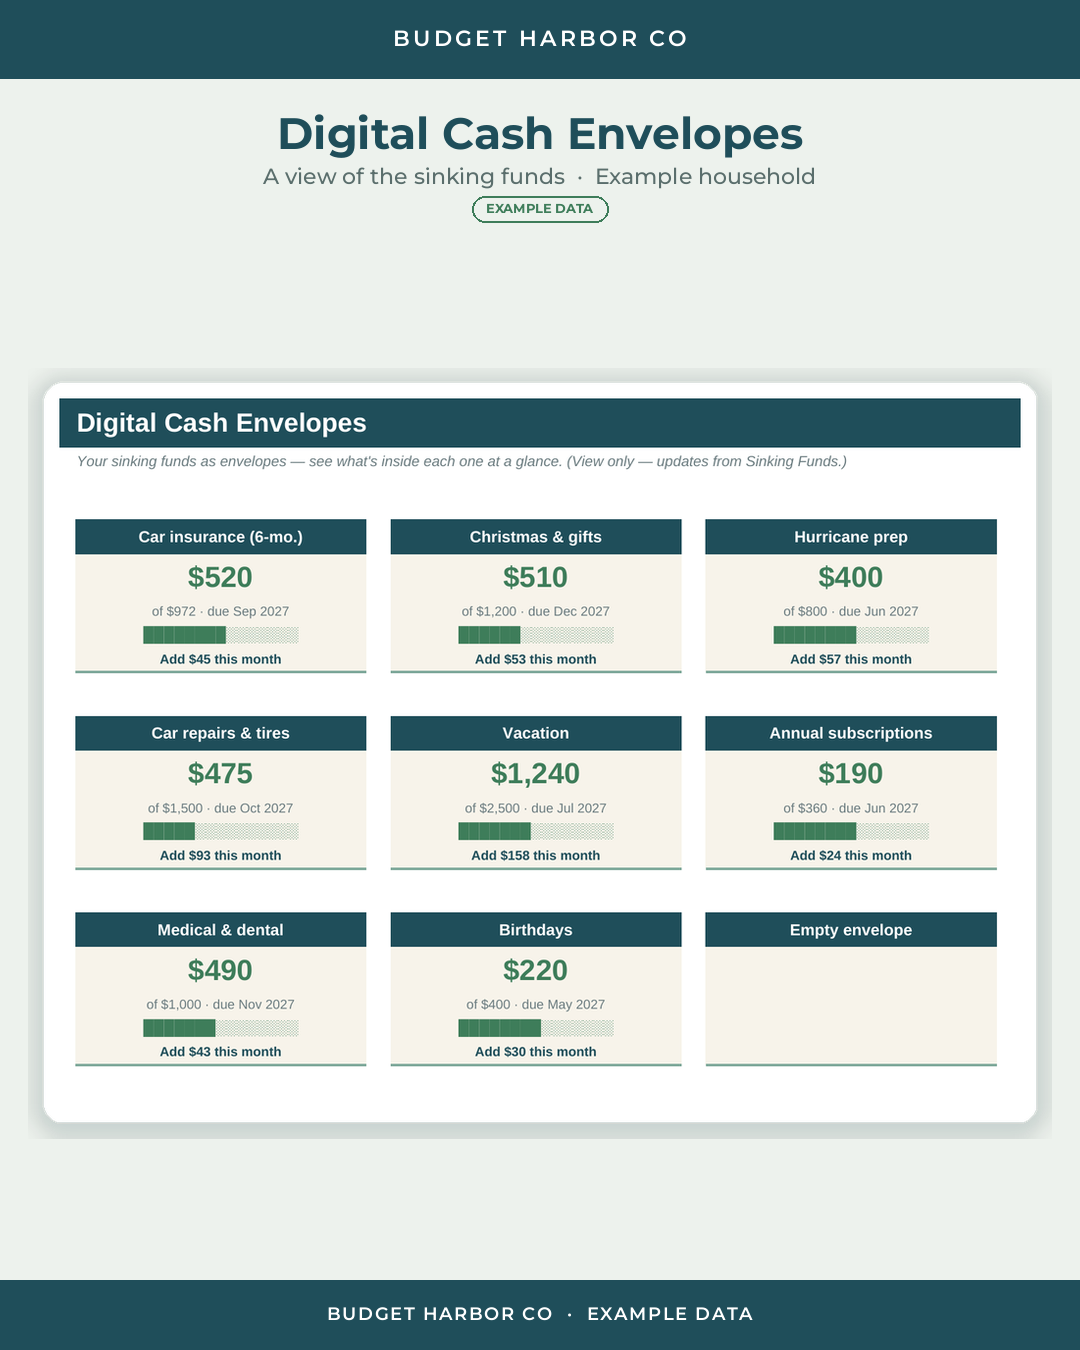 BUDGET HARBOR CO
Digital Cash Envelopes
A view of the sinking funds · Example household
EXAMPLE DATA
Digital Cash Envelopes
Your sinking funds as envelopes — see what's inside each one at a glance. (View only — updates from Sinking Funds.)
Car insurance (6-mo.)
$520
of $972 · due Sep 2027
Add $45 this month
Christmas & gifts
$510
of $1,200 · due Dec 2027
Add $53 this month
Hurricane prep
$400
of $800 · due Jun 2027
Add $57 this month
Car repairs & tires
$475
of $1,500 · due Oct 2027
Add $93 this month
Vacation
$1,240
of $2,500 · due Jul 2027
Add $158 this month
Annual subscriptions
$190
of $360 · due Jun 2027
Add $24 this month
Medical & dental
$490
of $1,000 · due Nov 2027
Add $43 this month
Birthdays
$220
of $400 · due May 2027
Add $30 this month
Empty envelope
BUDGET HARBOR CO · EXAMPLE DATA